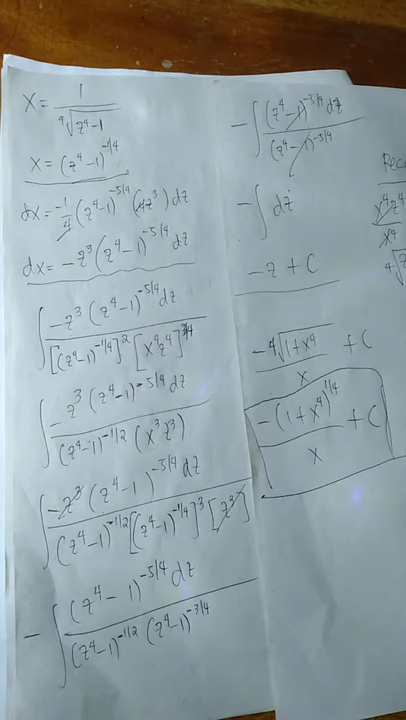 x = 1 / ⁴√(z⁴-1)
x = (z⁴-1)^(-1/4)
dx = -1/4 (z⁴-1)^(-5/4) (4z³) dz
dx = -z³ (z⁴-1)^(-5/4) dz
∫ -z³ (z⁴-1)^(-5/4) dz / [(z⁴-1)^(-1/4)]² [x⁴z⁴]^(3/4)
∫ -z³ (z⁴-1)^(-5/4) dz / (z⁴-1)^(-1/2) (x³z³)
∫ -z³ (z⁴-1)^(-5/4) dz / (z⁴-1)^(-1/2) [(z⁴-1)^(-1/4)]³ [z³]
-∫ (z⁴-1)^(-5/4) dz / (z⁴-1)^(-1/2) (z⁴-1)^(-3/4)
-∫ (z⁴-1)^(-5/4) dz / (z⁴-1)^(-5/4)
-∫ dz
-z + C
-⁴√(1+x⁴) / x + C
-(1+x⁴)^(1/4) / x + C
x⁴z⁴
x⁴